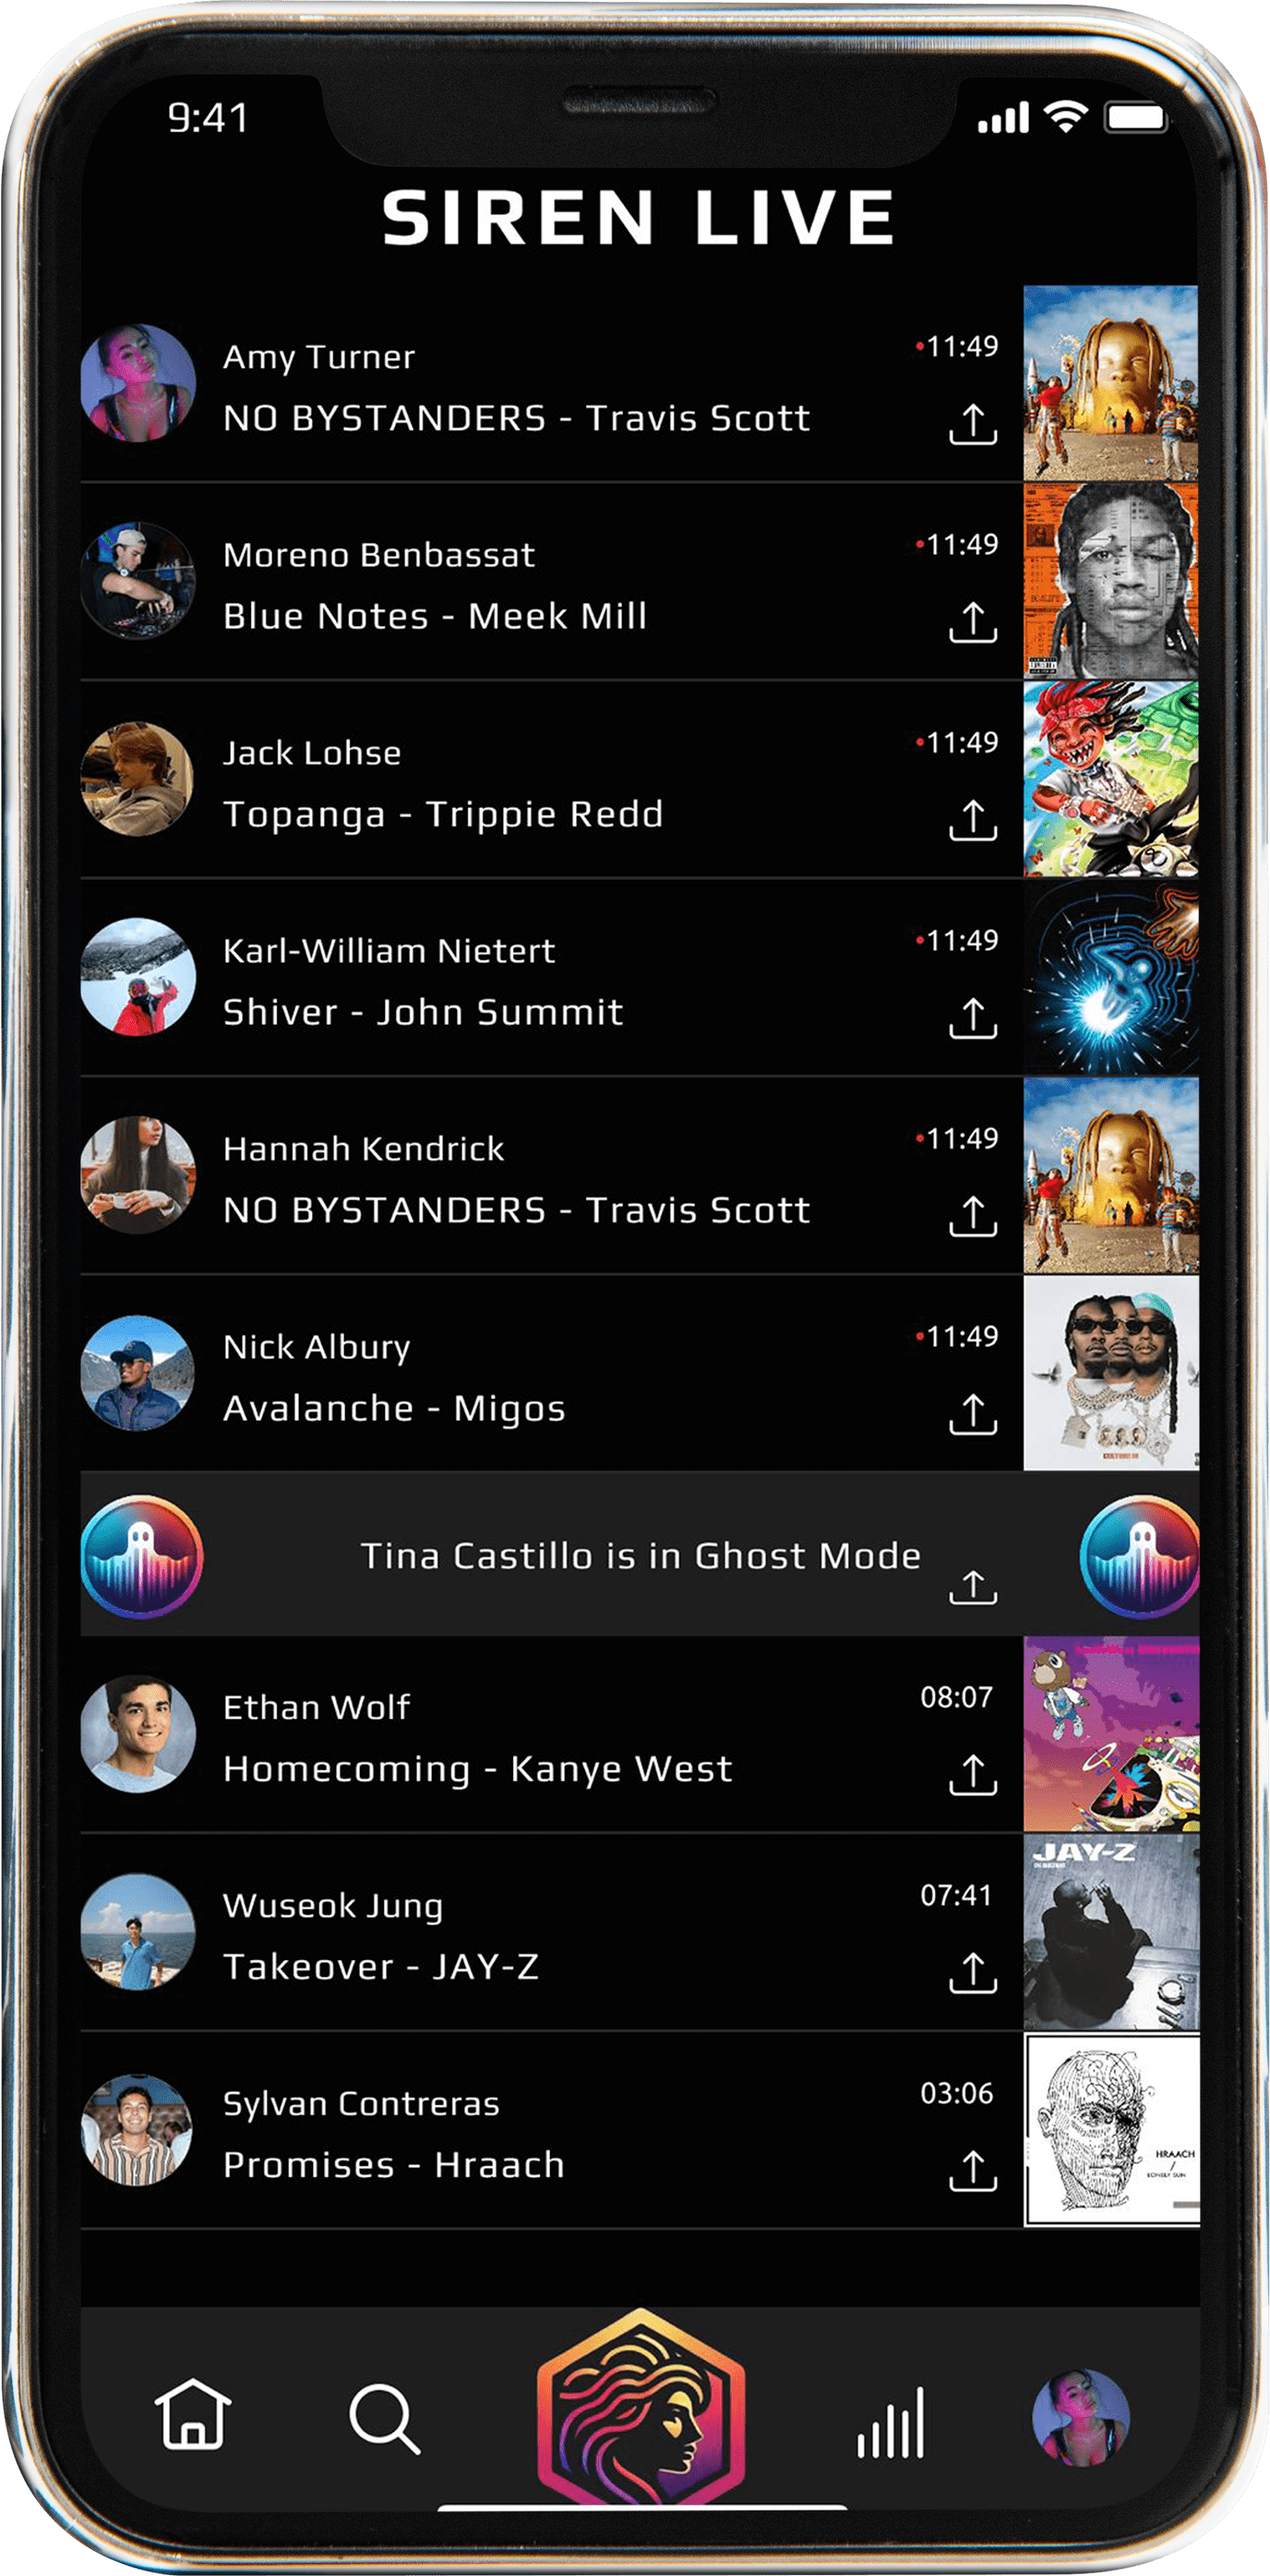 9:41
SIREN LIVE
Amy Turner
11:49
NO BYSTANDERS - Travis Scott
Moreno Benbassat
11:49
Blue Notes - Meek Mill
Jack Lohse
11:49
Topanga - Trippie Redd
Karl-William Nietert
11:49
Shiver - John Summit
Hannah Kendrick
11:49
NO BYSTANDERS - Travis Scott
Nick Albury
11:49
Avalanche - Migos
Tina Castillo is in Ghost Mode
Ethan Wolf
08:07
Homecoming - Kanye West
Wuseok Jung
07:41
Takeover - JAY-Z
JAY-Z
Sylvan Contreras
03:06
Promises - Hraach
HRAACH
/
LONELY SUN